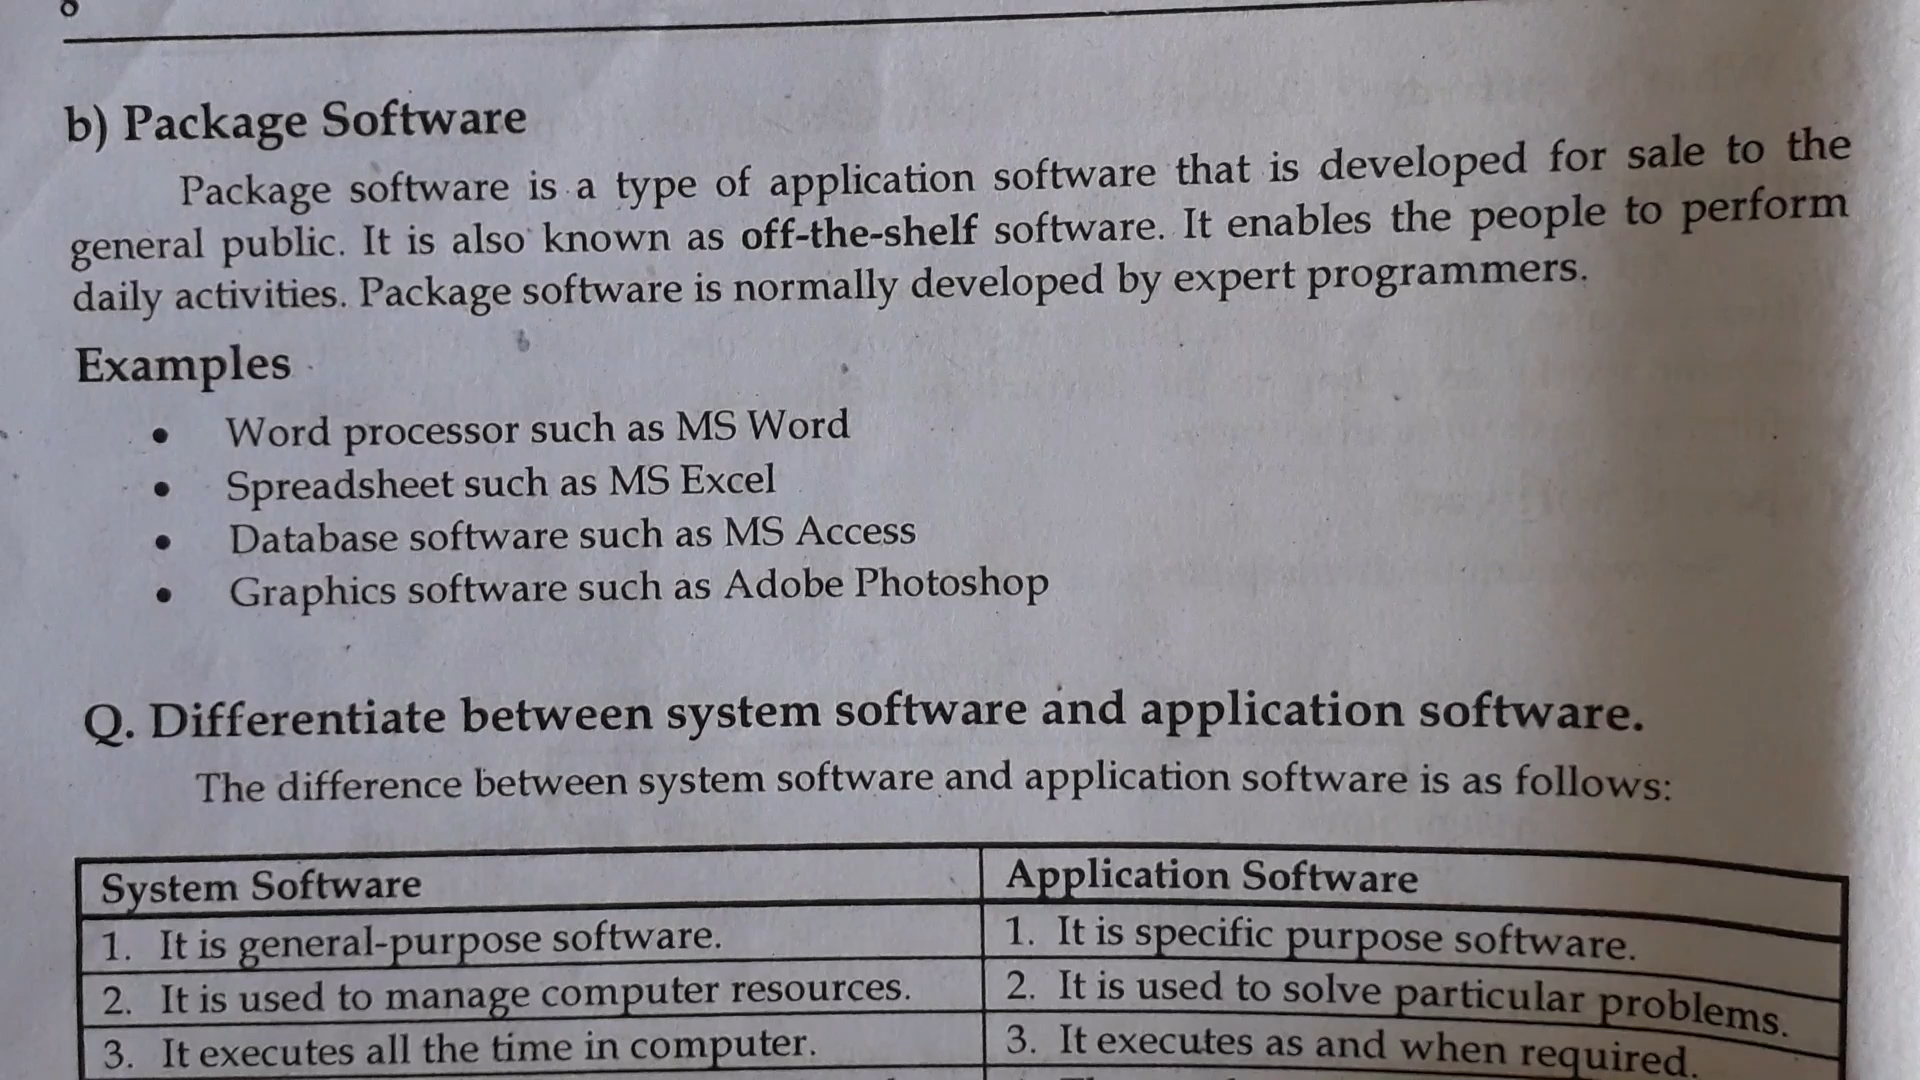 b) Package Software
Package software is a type of application software that is developed for sale to the
general public. It is also known as off-the-shelf software. It enables the people to perform
daily activities. Package software is normally developed by expert programmers.
Examples
• Word processor such as MS Word
• Spreadsheet such as MS Excel
• Database software such as MS Access
• Graphics software such as Adobe Photoshop
Q. Differentiate between system software and application software.
The difference between system software and application software is as follows:
System Software
Application Software
1. It is general-purpose software.
1. It is specific purpose software.
2. It is used to manage computer resources.
2. It is used to solve particular problems.
3. It executes all the time in computer.
3. It executes as and when required.